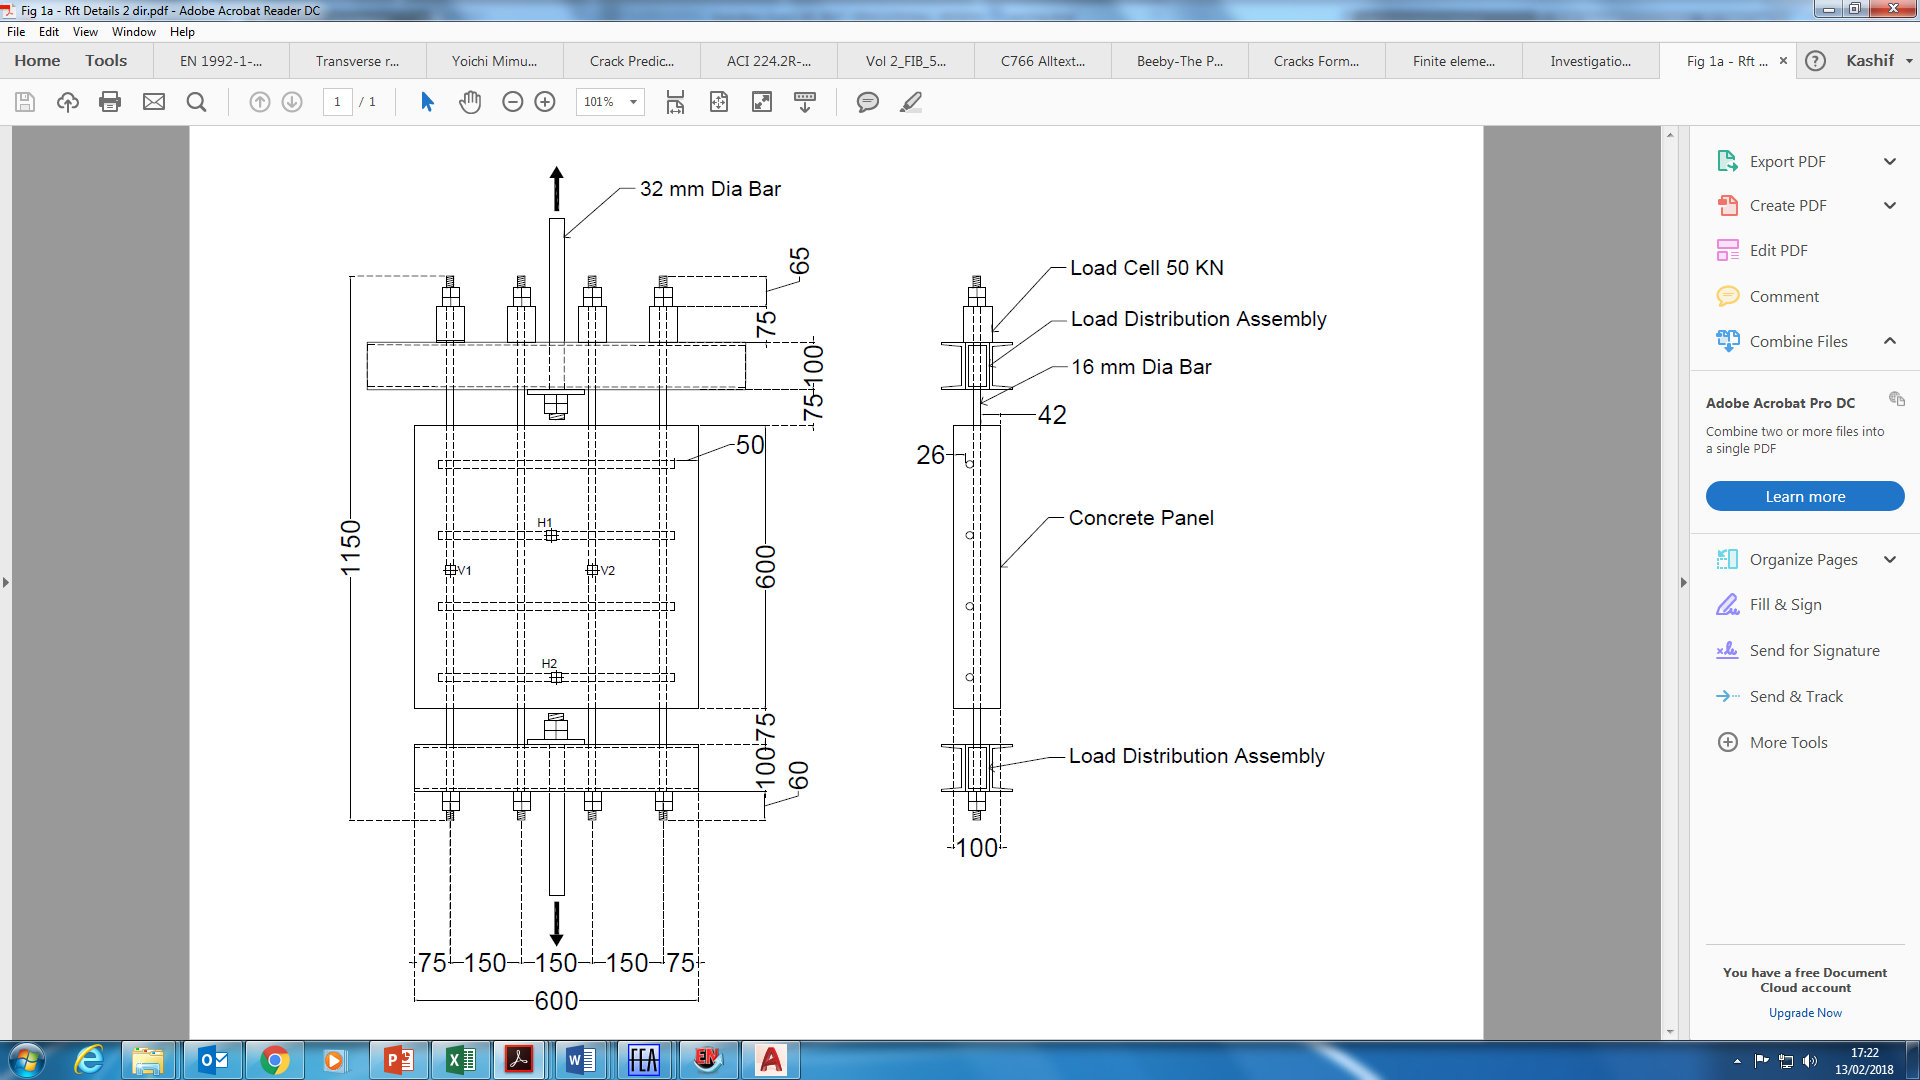 Fig 1a - Rft Details 2 dir.pdf - Adobe Acrobat Reader DC
File Edit View Window Help
Home Tools EN 1992-1-... Transverse r... Yoichi Mimu... Crack Predic... ACI 224.2R-... Vol 2_FIB_5... C766 Alltext... Beeby-The P... Cracks Form... Finite eleme... Investigatio... Fig 1a - Rft ... Kashif
1 / 1 101%
32 mm Dia Bar
65
75
100
75
50
1150
H1
V1 V2
600
H2
75
100
60
75 150 150 150 75
600
Load Cell 50 KN
Load Distribution Assembly
16 mm Dia Bar
42
26
Concrete Panel
Load Distribution Assembly
100
Export PDF
Create PDF
Edit PDF
Comment
Combine Files
Adobe Acrobat Pro DC
Combine two or more files into
a single PDF
Learn more
Organize Pages
Fill & Sign
Send for Signature
Send & Track
More Tools
You have a free Document
Cloud account
Upgrade Now
FEA
EN
17:22
13/02/2018